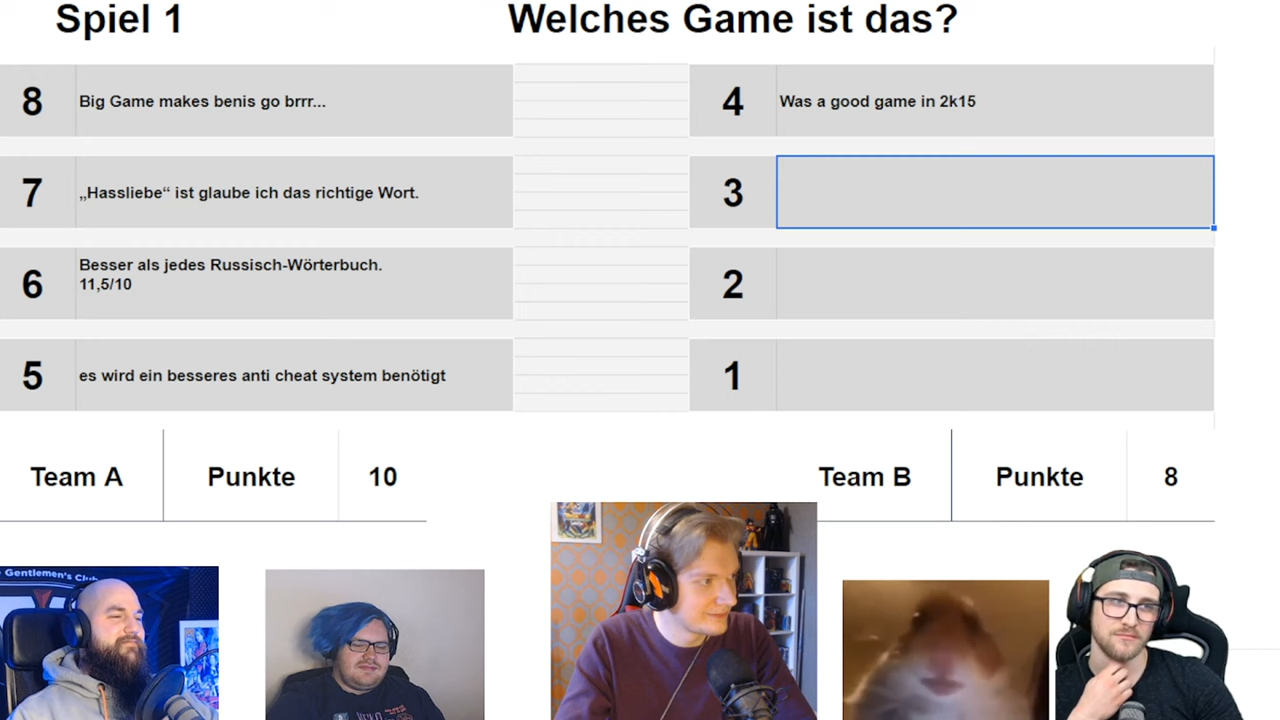 Spiel 1
Welches Game ist das?
8
Big Game makes benis go brrr...
4
Was a good game in 2k15
7
„Hassliebe“ ist glaube ich das richtige Wort.
3
6
Besser als jedes Russisch-Wörterbuch.
11,5/10
2
5
es wird ein besseres anti cheat system benötigt
1
Team A
Punkte
10
Team B
Punkte
8
Gentlemen's Club